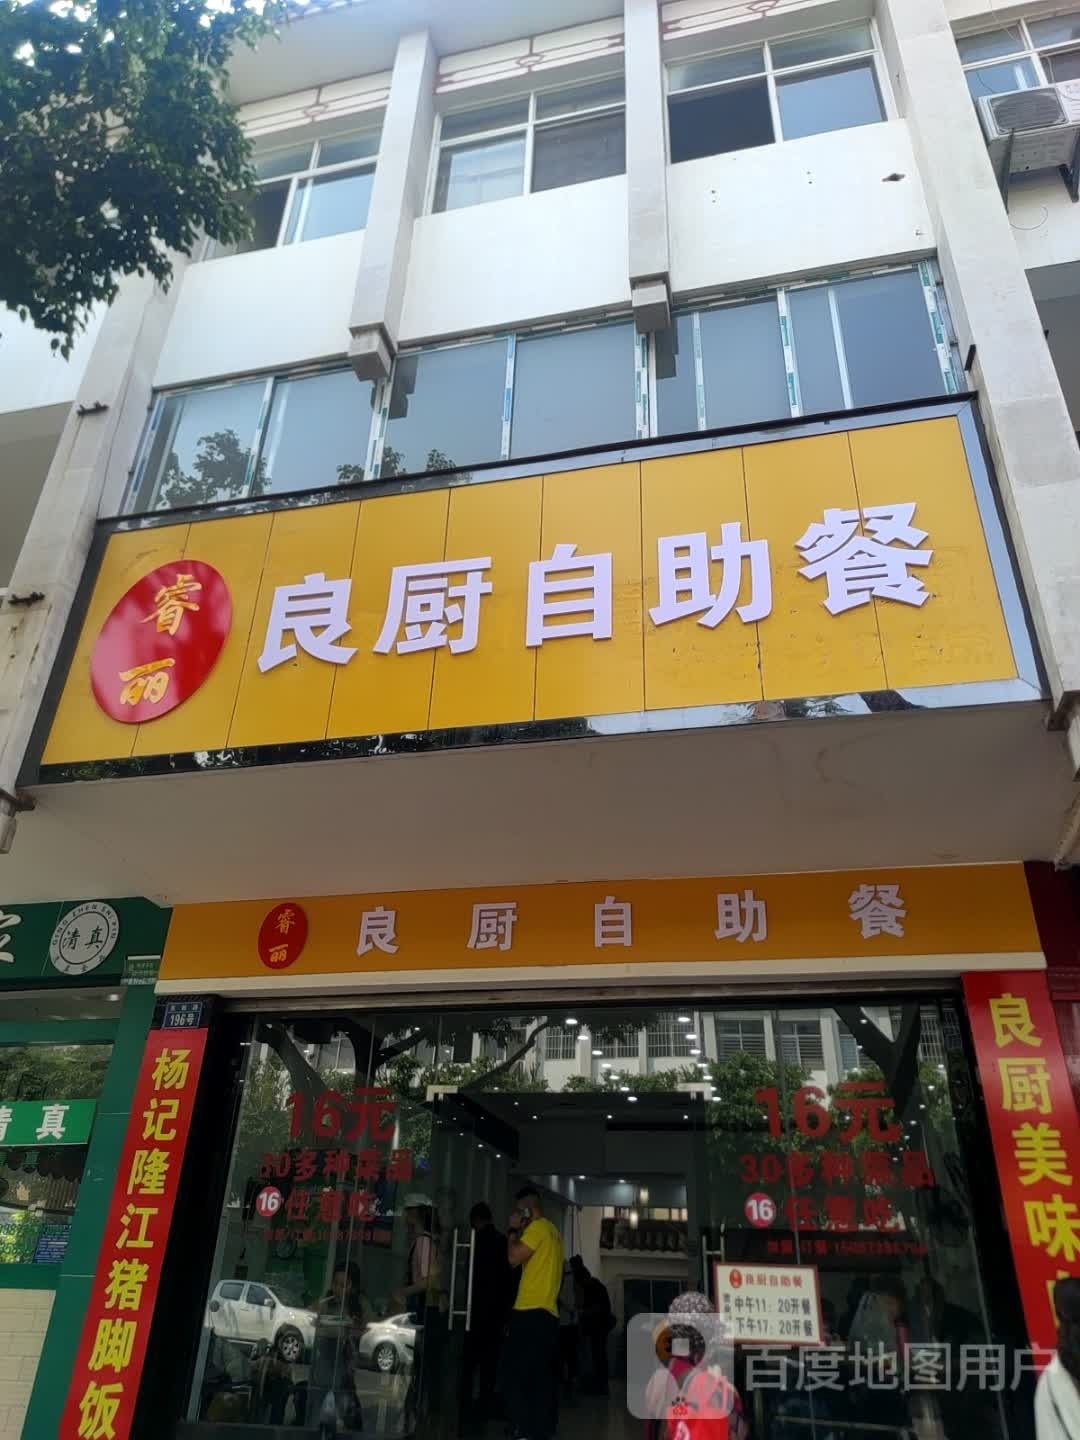 睿丽
良厨自助餐
睿丽 良厨自助餐
清真
196号
杨记隆江猪脚饭
良厨美味
清真
16元
30多种菜品
16 任意吃
16元
30多种菜品
16 任意吃
良厨自助餐
中午11：20开餐
下午17：20开餐
百度地图用户